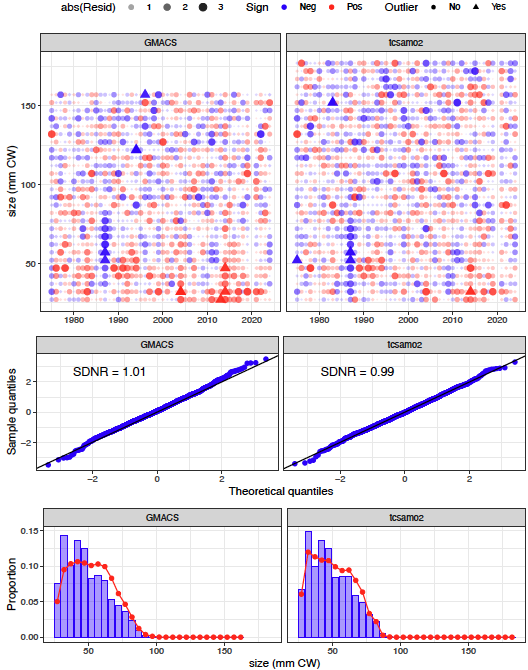 abs(Resid) 1 2 3 Sign Neg Pos Outlier No Yes
GMACS tcsam02
size (mm CW)
150
100
50
1980 1990 2000 2010 2020 1980 1990 2000 2010 2020
GMACS tcsam02
Sample quantiles
SDNR = 1.01 SDNR = 0.99
2
0
−2
−2 0 2 −2 0 2
Theoretical quantiles
GMACS tcsam02
Proportion
0.15
0.10
0.05
0.00
50 100 150 50 100 150
size (mm CW)